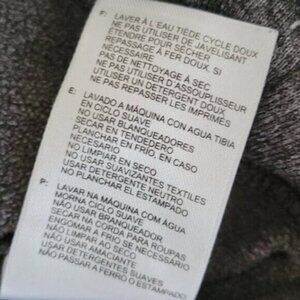 F: LAVER À L'EAU TIÈDE CYCLE DOUX
NE PAS UTILISER DE JAVELISANT
ÉTENDRE POUR SÉCHER
REPASSAGE À FER DOUX, SI
NÉCESSAIRE
PAS DE NETTOYAGE À SEC
NE PAS UTILISER D'ASSOUPLISSEUR
UTILISER UN DETERGENT DOUX
NE PAS REPASSER LES IMPRIMÉS
E: LAVADO A MÁQUINA CON AGUA TIBIA
EN CICLO SUAVE
NO USAR BLANQUEADORES
SECAR EN TENDEDERO
PLANCHAR EN FRIO, EN CASO
NECESARIO
NO LIMPIAR EN SECO
NO USAR SUAVIZANTES TEXTILES
USAR DETERGENTE NEUTRO
NO PLANCHAR EL ESTAMPADO
P: LAVAR NA MÁQUINA COM AGUA
MORNA CICLO SUAVE
NÃO USAR BRANQUEADOR
SECAR NA CORDA PARA ROUPAS
ENGOMAR A FRIO SE NECESSÁRIO
NÃO LIMPAR AO SECO
NÃO USAR AMACIANTE
USAR DETERGENTES SUAVES
NÃO PASSAR A FERRO O ESTAMPADO